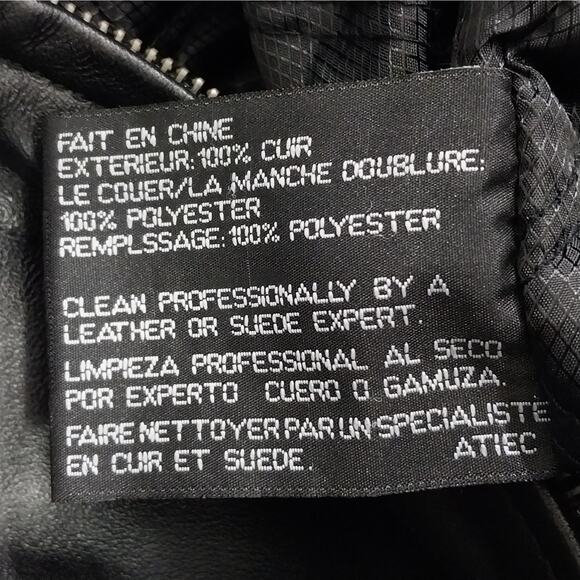 FAIT EN CHINE
EXTERIEUR: 100% CUIR
LE COUER/LA MANCHE DOUBLURE:
100% POLYESTER
REMPLSSAGE: 100% POLYESTER
CLEAN PROFESSIONALLY BY A
LEATHER OR SUEDE EXPERT.
LIMPIEZA PROFESSIONAL AL SECO
POR EXPERTO CUERO O GAMUZA.
FAIRE NETTOYER PAR UN SPECIALISTE
EN CUIR ET SUEDE. ATIEC